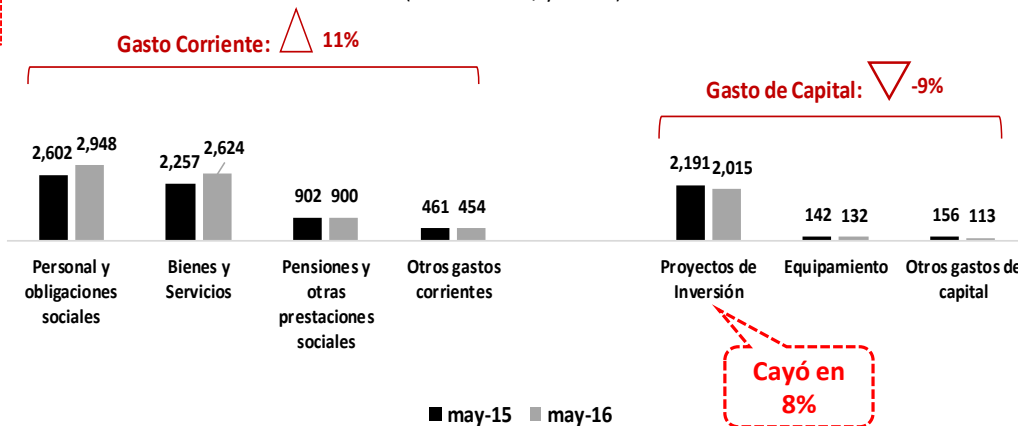 Gasto Corriente: 11%
Gasto de Capital: -9%
2,602 2,948
2,257 2,624
902 900
461 454
2,191 2,015
142 132
156 113
Personal y
obligaciones
sociales
Bienes y
Servicios
Pensiones y
otras
prestaciones
sociales
Otros gastos
corrientes
Proyectos de
Inversión
Equipamiento
Otros gastos de
capital
Cayó en
8%
may-15 may-16